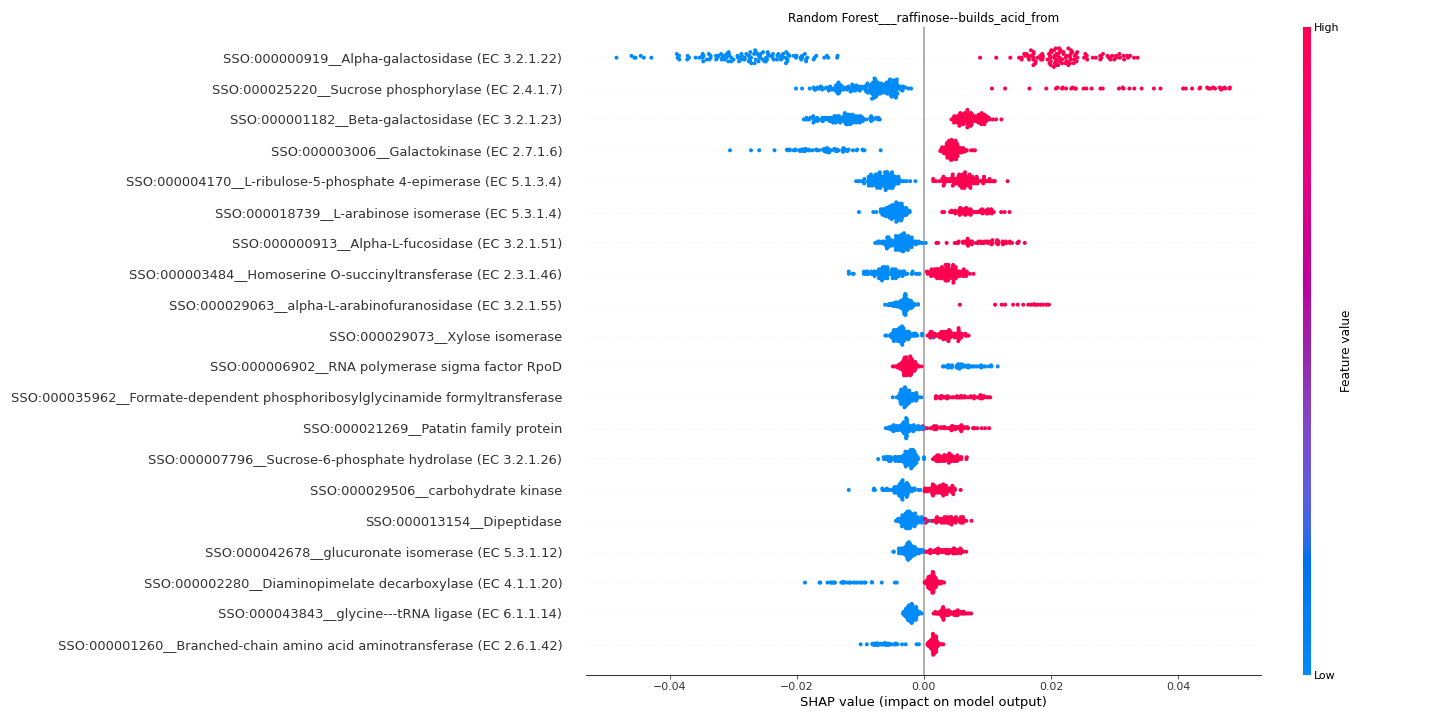 Random Forest___raffinose--builds_acid_from
High
SSO:000000919__Alpha-galactosidase (EC 3.2.1.22)
SSO:000025220__Sucrose phosphorylase (EC 2.4.1.7)
SSO:000001182__Beta-galactosidase (EC 3.2.1.23)
SSO:000003006__Galactokinase (EC 2.7.1.6)
SSO:000004170__L-ribulose-5-phosphate 4-epimerase (EC 5.1.3.4)
SSO:000018739__L-arabinose isomerase (EC 5.3.1.4)
SSO:000000913__Alpha-L-fucosidase (EC 3.2.1.51)
SSO:000003484__Homoserine O-succinyltransferase (EC 2.3.1.46)
SSO:000029063__alpha-L-arabinofuranosidase (EC 3.2.1.55)
SSO:000029073__Xylose isomerase
SSO:000006902__RNA polymerase sigma factor RpoD
SSO:000035962__Formate-dependent phosphoribosylglycinamide formyltransferase
SSO:000021269__Patatin family protein
SSO:000007796__Sucrose-6-phosphate hydrolase (EC 3.2.1.26)
SSO:000029506__carbohydrate kinase
SSO:000013154__Dipeptidase
SSO:000042678__glucuronate isomerase (EC 5.3.1.12)
SSO:000002280__Diaminopimelate decarboxylase (EC 4.1.1.20)
SSO:000043843__glycine---tRNA ligase (EC 6.1.1.14)
SSO:000001260__Branched-chain amino acid aminotransferase (EC 2.6.1.42)
Feature value
Low
−0.04 −0.02 0.00 0.02 0.04
SHAP value (impact on model output)